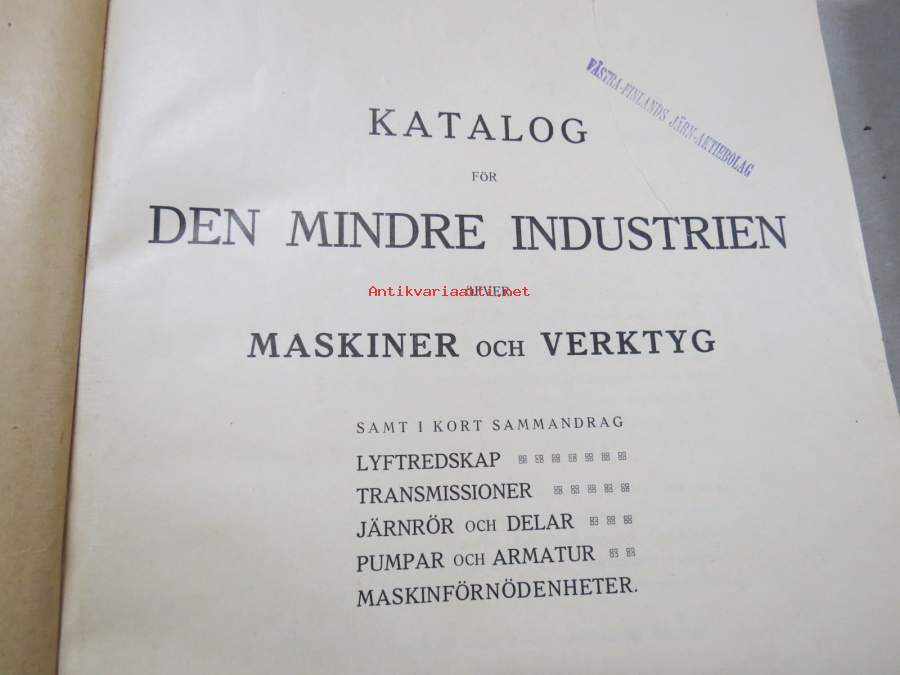 VÄSTRA-FINLANDS JÄRN-AKTIEBOLAG
KATALOG
FÖR
DEN MINDRE INDUSTRIEN
Antikvariaatti.net
MASKINER OCH VERKTYG
SAMT I KORT SAMMANDRAG
LYFTREDSKAP
TRANSMISSIONER
JÄRNRÖR OCH DELAR
PUMPAR OCH ARMATUR
MASKINFÖRNÖDENHETER.